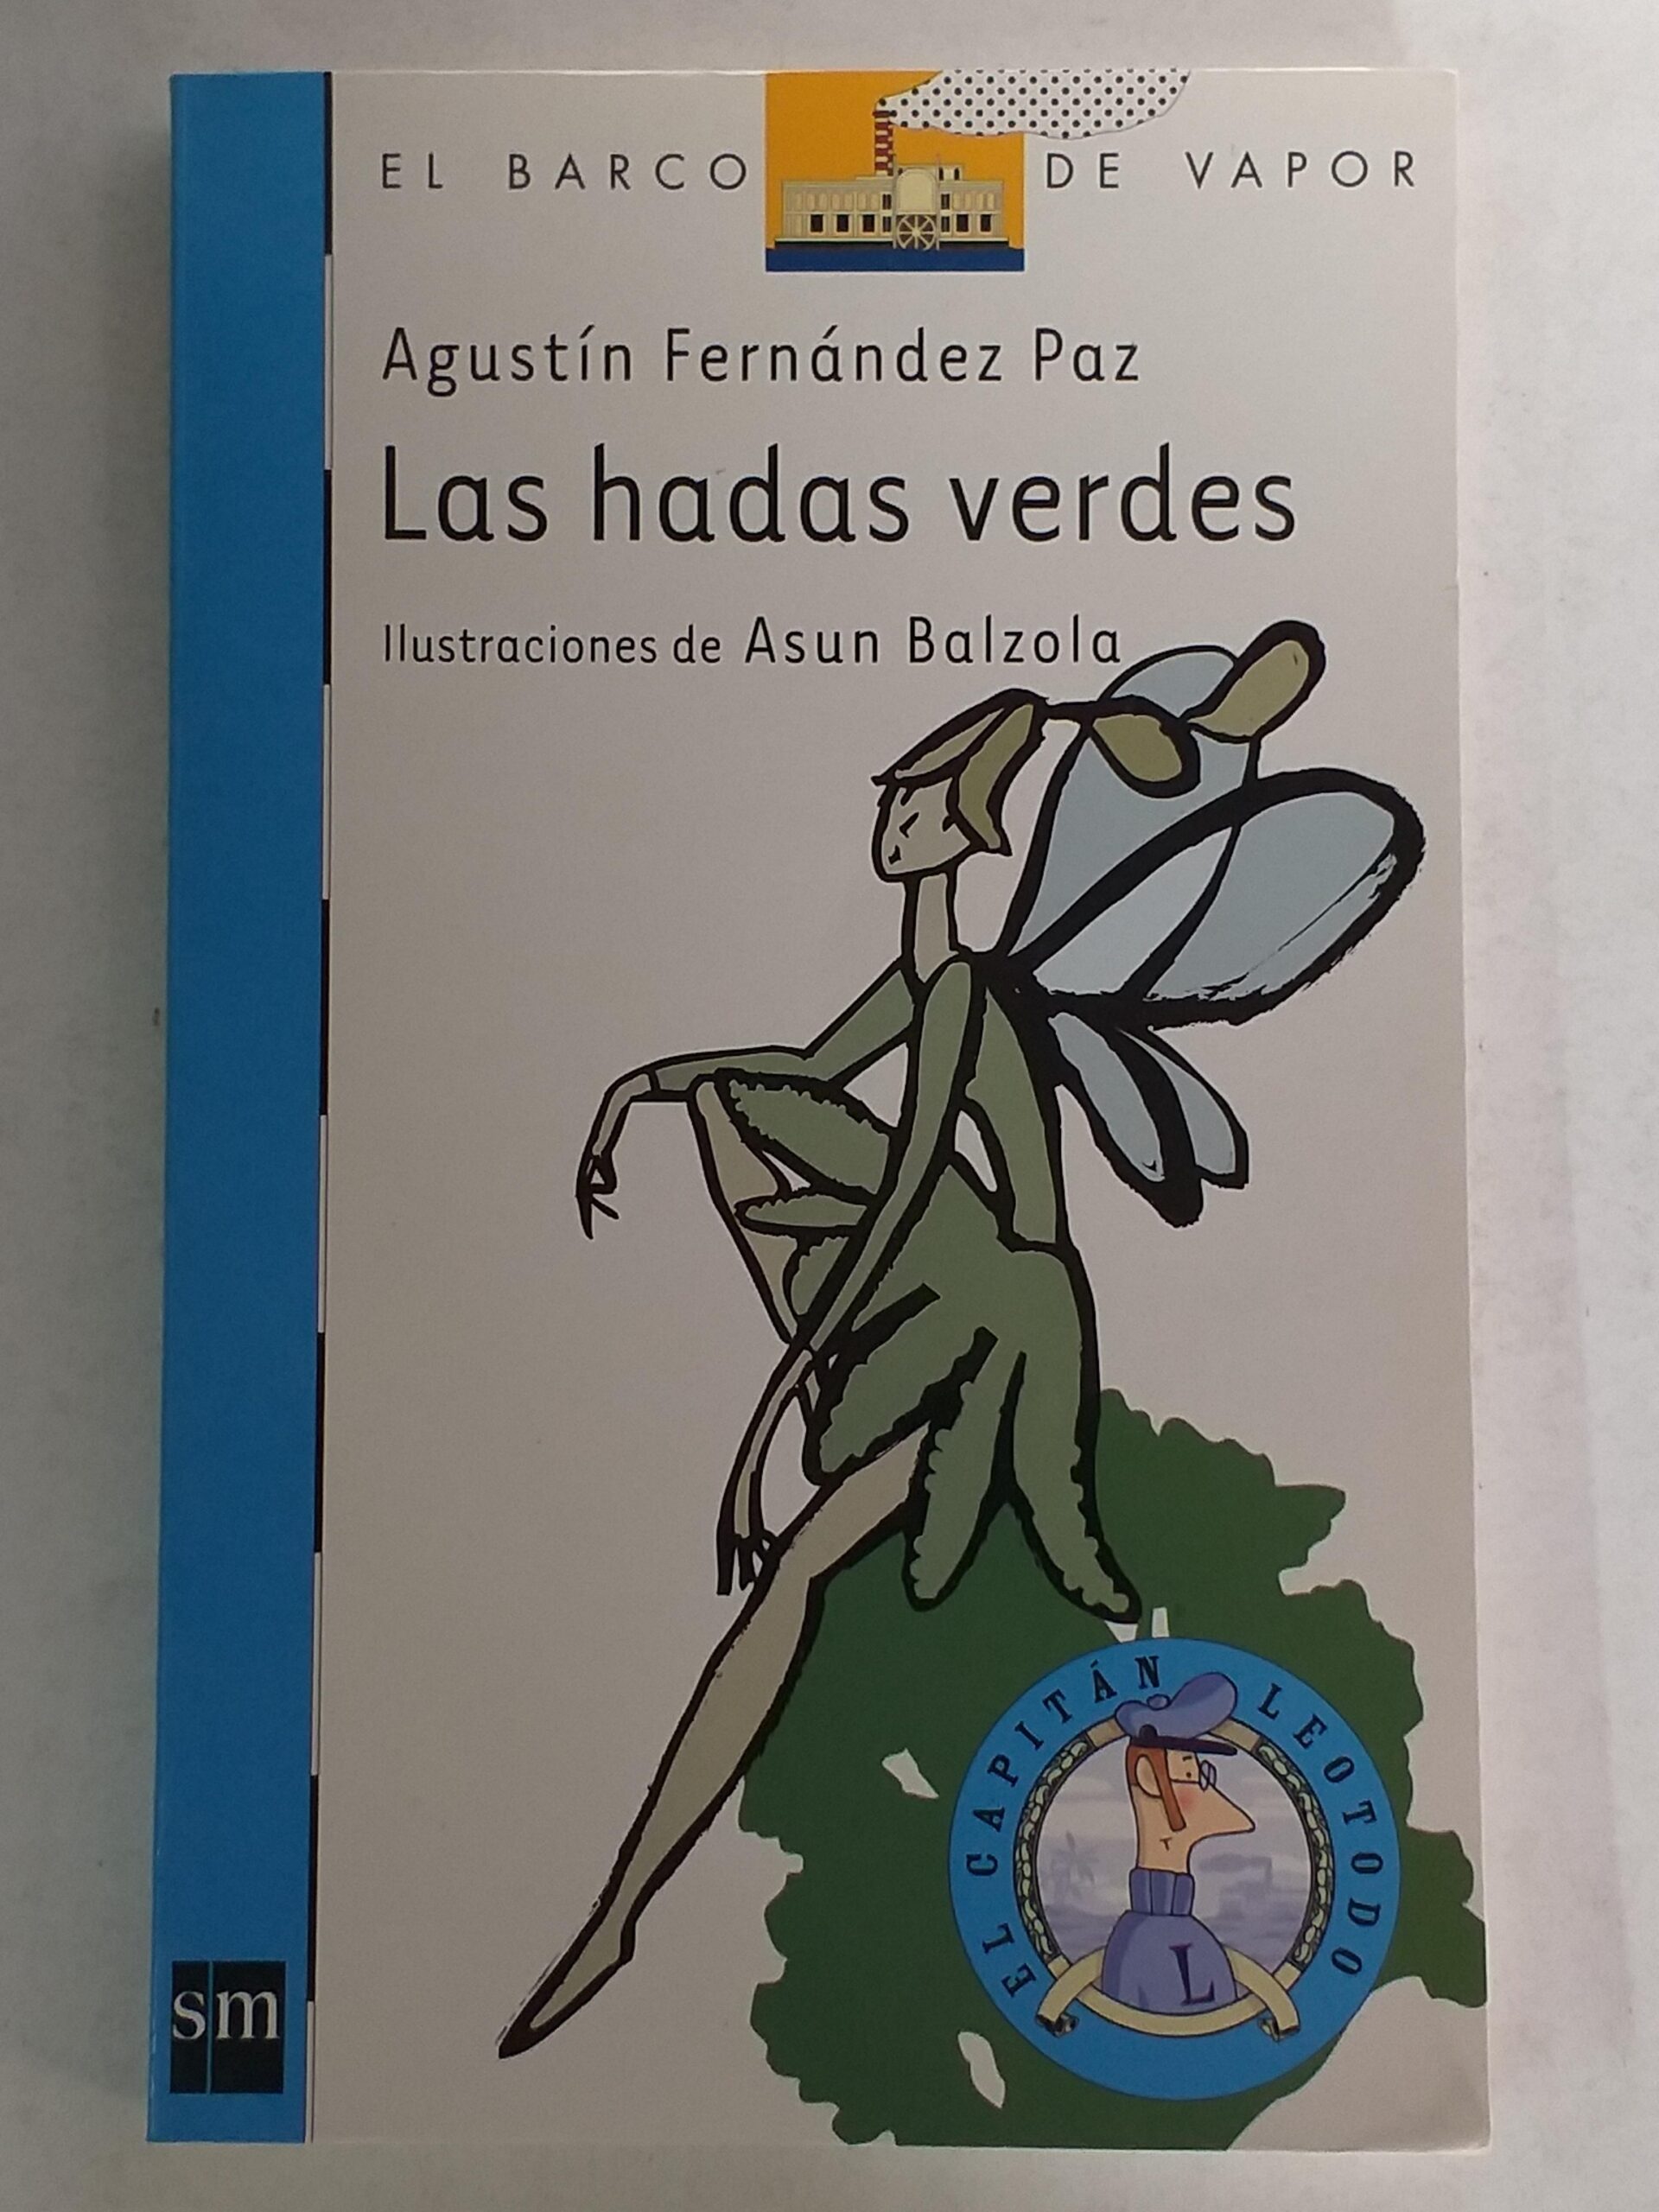 EL BARCO DE VAPOR
Agustín Fernández Paz
Las hadas verdes
Ilustraciones de Asun Balzola
EL CAPITÁN LEOTODO
L
sm